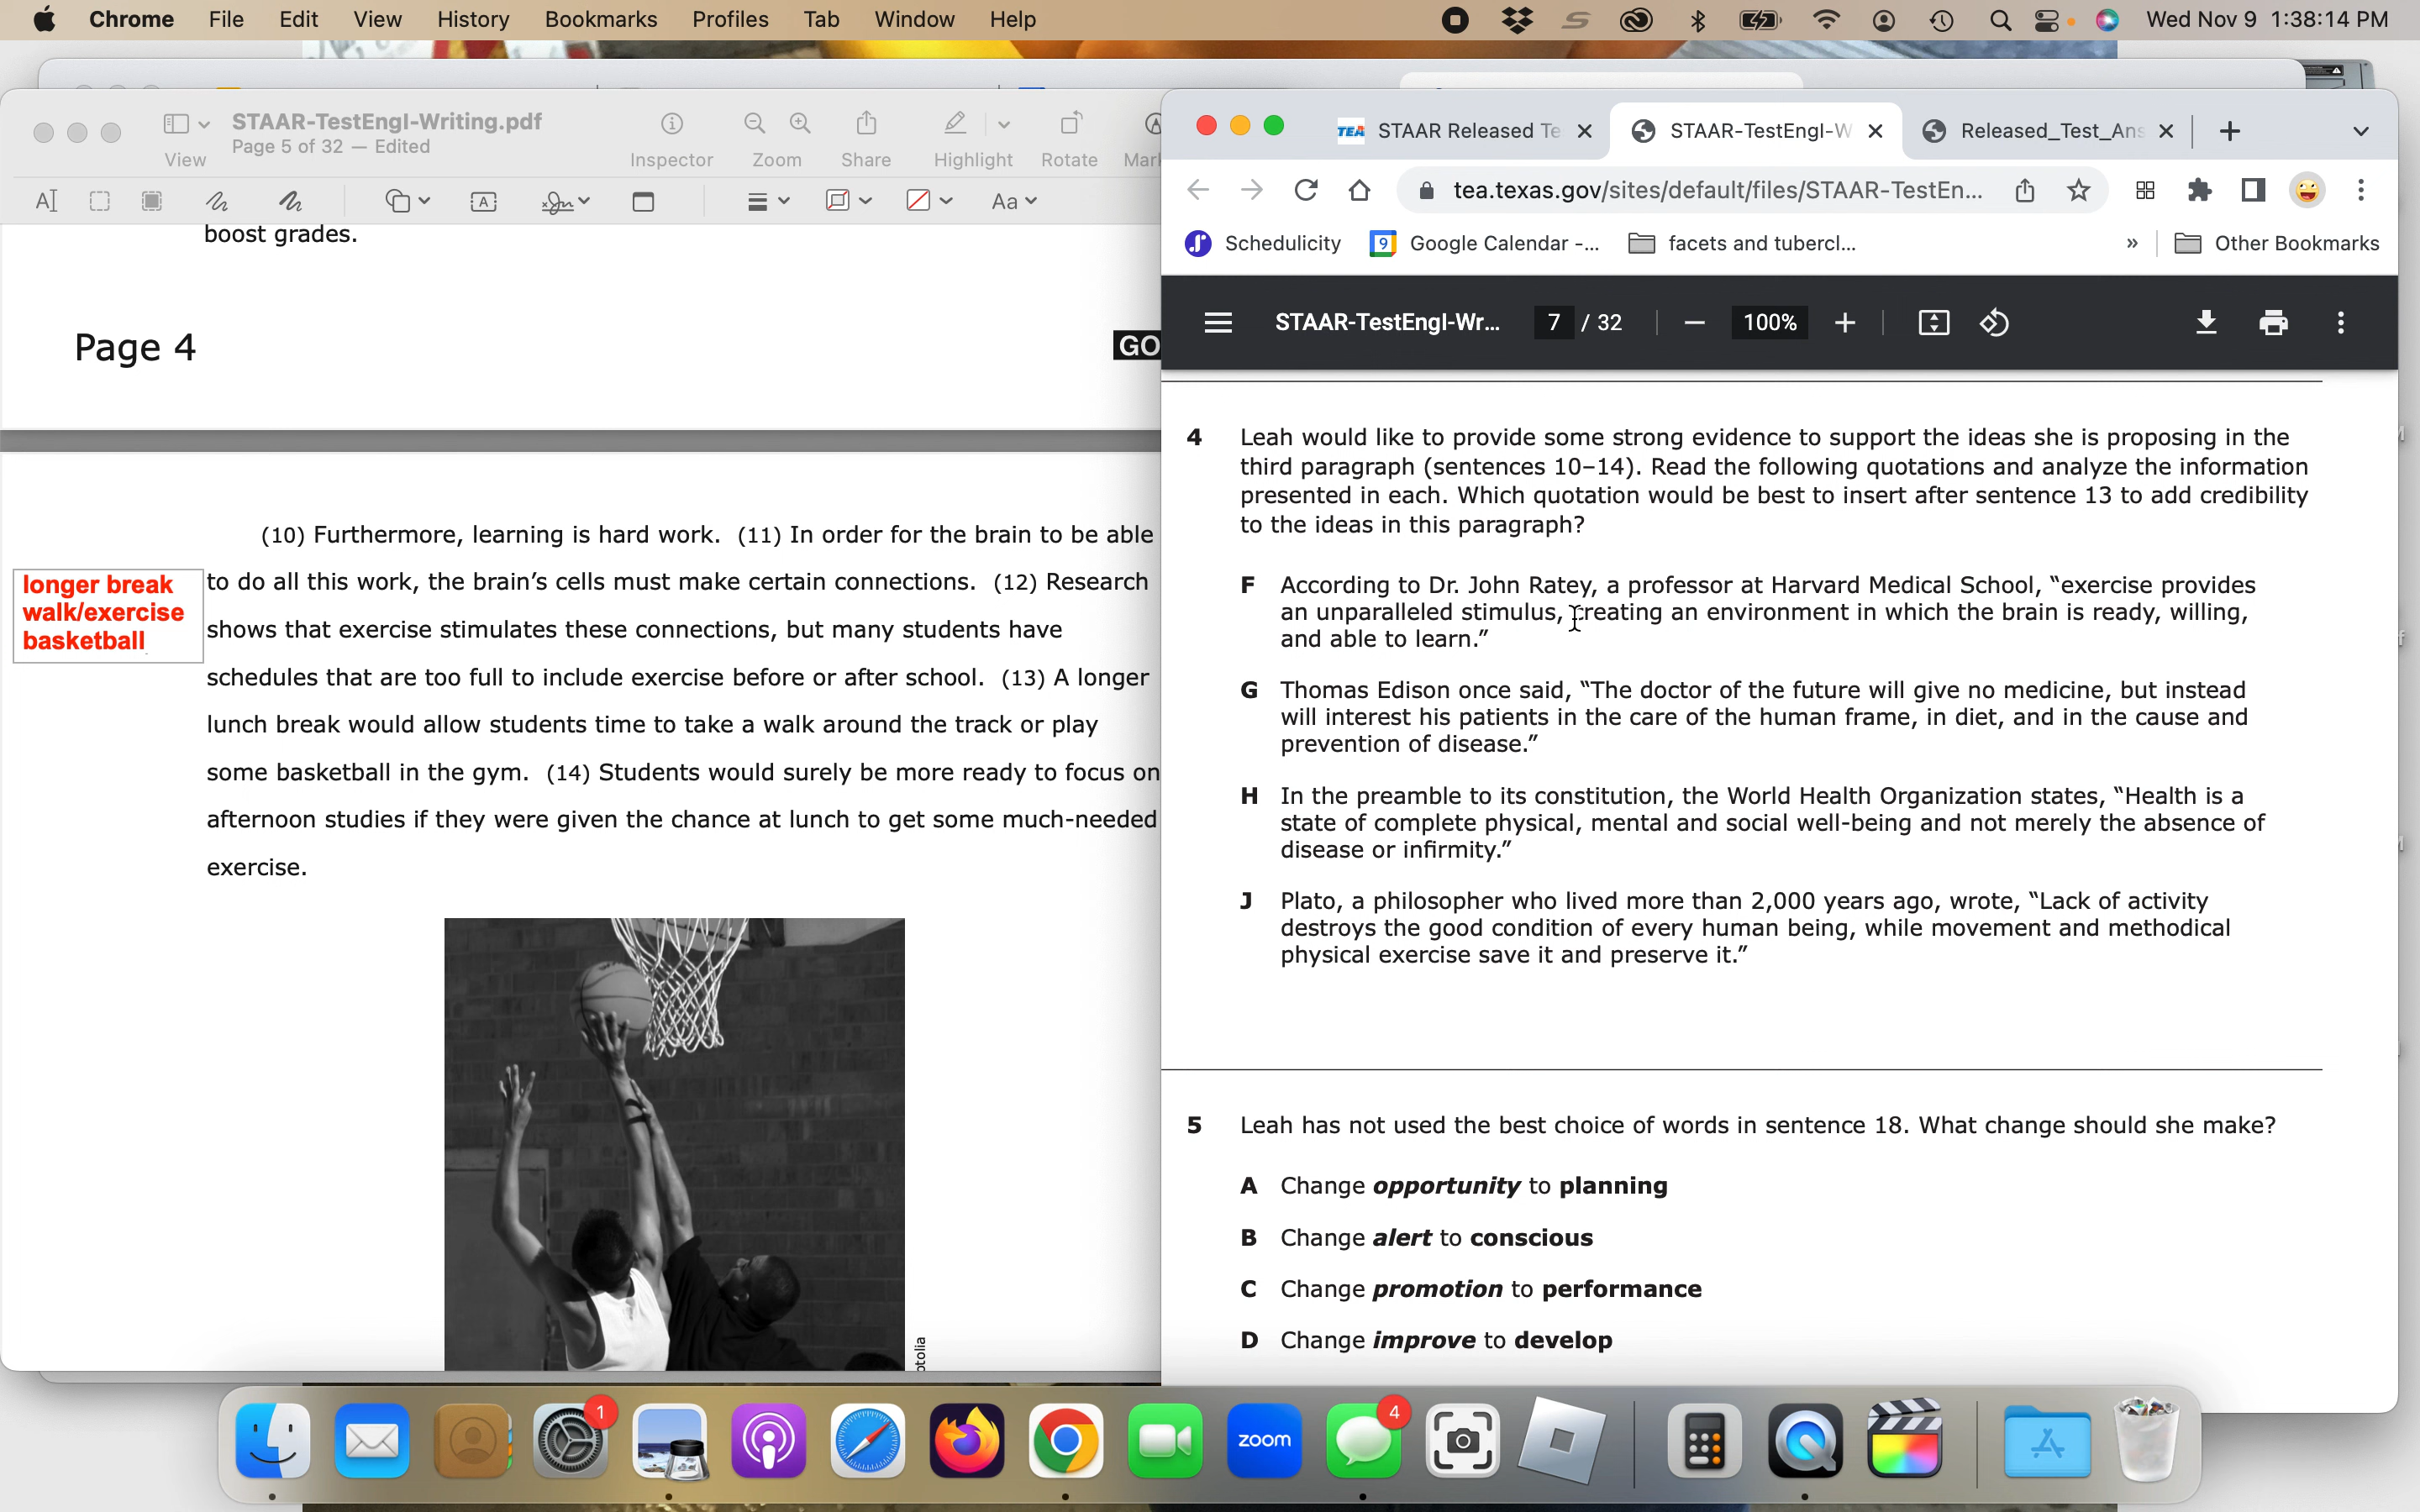 Chrome File Edit View History Bookmarks Profiles Tab Window Help
Wed Nov 9 1:38:14 PM
STAAR-TestEngI-Writing.pdf
Page 5 of 32 — Edited
View Inspector Zoom Share Highlight Rotate
Aa
boost grades.
Page 4
GO
(10) Furthermore, learning is hard work. (11) In order for the brain to be able
to do all this work, the brain's cells must make certain connections. (12) Research
shows that exercise stimulates these connections, but many students have
schedules that are too full to include exercise before or after school. (13) A longer
lunch break would allow students time to take a walk around the track or play
some basketball in the gym. (14) Students would surely be more ready to focus on
afternoon studies if they were given the chance at lunch to get some much-needed
exercise.
longer break
walk/exercise
basketball
otolia
TEA STAAR Released Te
STAAR-TestEngI-W
Released_Test_Ans
tea.texas.gov/sites/default/files/STAAR-TestEn...
Schedulicity 9 Google Calendar -... facets and tubercl... » Other Bookmarks
STAAR-TestEngI-Wr... 7 / 32 100%
4 Leah would like to provide some strong evidence to support the ideas she is proposing in the
third paragraph (sentences 10–14). Read the following quotations and analyze the information
presented in each. Which quotation would be best to insert after sentence 13 to add credibility
to the ideas in this paragraph?
F According to Dr. John Ratey, a professor at Harvard Medical School, “exercise provides
an unparalleled stimulus, creating an environment in which the brain is ready, willing,
and able to learn.”
G Thomas Edison once said, “The doctor of the future will give no medicine, but instead
will interest his patients in the care of the human frame, in diet, and in the cause and
prevention of disease.”
H In the preamble to its constitution, the World Health Organization states, “Health is a
state of complete physical, mental and social well-being and not merely the absence of
disease or infirmity.”
J Plato, a philosopher who lived more than 2,000 years ago, wrote, “Lack of activity
destroys the good condition of every human being, while movement and methodical
physical exercise save it and preserve it.”
5 Leah has not used the best choice of words in sentence 18. What change should she make?
A Change opportunity to planning
B Change alert to conscious
C Change promotion to performance
D Change improve to develop
1
zoom
4